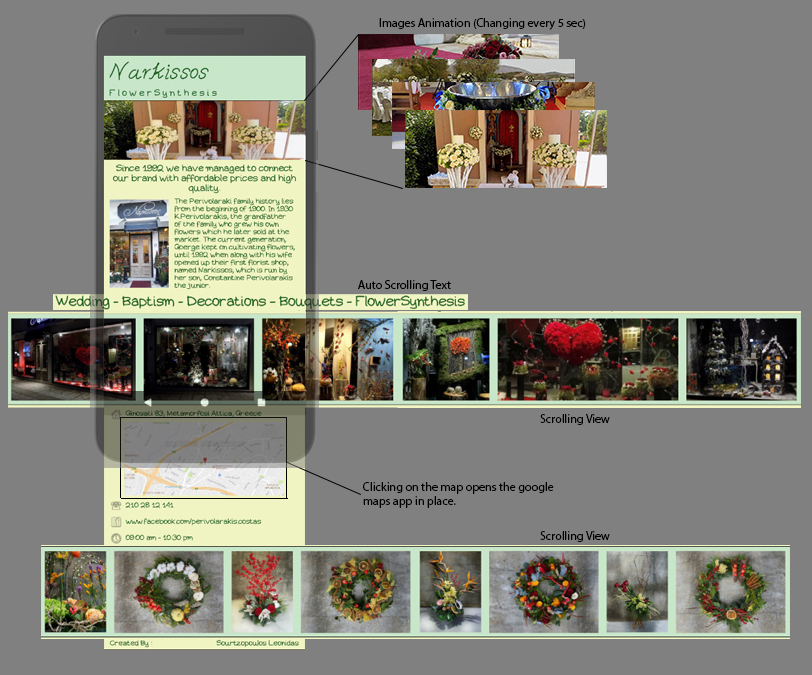 Images Animation (Changing every 5 sec)
Narkissos
FlowerSynthesis
Since 1992 we have managed to connect
our brand with affordable prices and high
quality.
The Perivolaraki family history lies
from the beginning of 1900. In 1930
K.Perivolarakis, the grandfather
of the family who grew his own
flowers which he later sold at the
market. The current generation,
George kept on cultivating flowers,
until 1992 when along with his wife
opened up their first florist shop,
named Narkissos, which is run by
her son, Constantine Perivolarakis
the junior.
Auto Scrolling Text
Wedding - Baptism - Decorations - Bouquets - FlowerSynthesis
Scrolling View
83, Metamorfosi Attica, Greece
Clicking on the map opens the google
maps app in place.
210 28 12 141
www.facebook.com/perivolarakis.costas
09:00 am - 10:30 pm
Scrolling View
Created By : Sourtzopoulos Leonidas